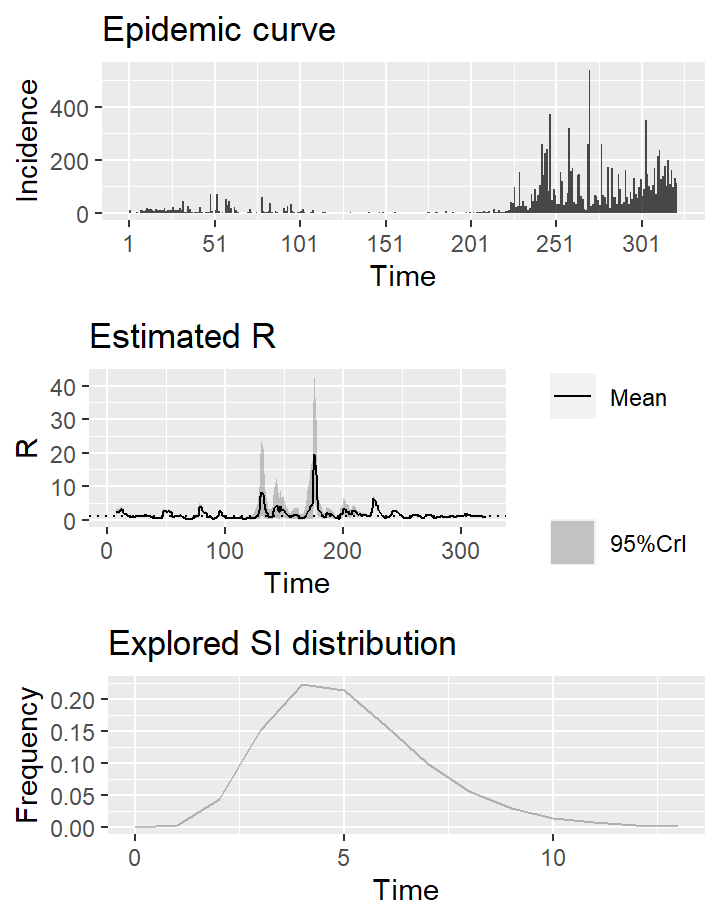 Epidemic curve
Incidence
400
200
0
1 51 101 151 201 251 301
Time
Estimated R
R
40
30
20
10
0
0 100 200 300
Time
Mean
95%CrI
Explored SI distribution
Frequency
0.20
0.15
0.10
0.05
0.00
0 5 10
Time